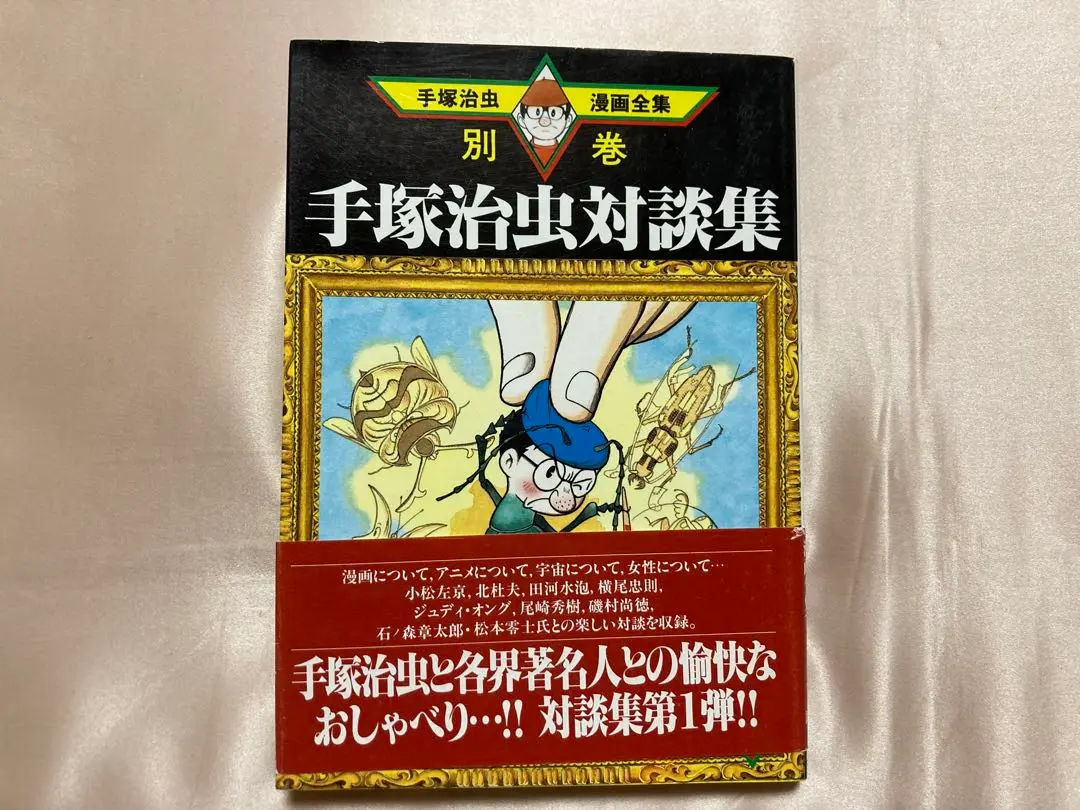 手塚治虫 漫画全集
別巻
手塚治虫対談集
漫画について,アニメについて,宇宙について,女性について…
小松左京,北杜夫,田河水泡,横尾忠則,
ジュディ・オング,尾崎秀樹,磯村尚徳,
石ノ森章太郎・松本零士氏との楽しい対談を収録。
手塚治虫と各界著名人との愉快な
おしゃべり…!! 対談集第1弾!!